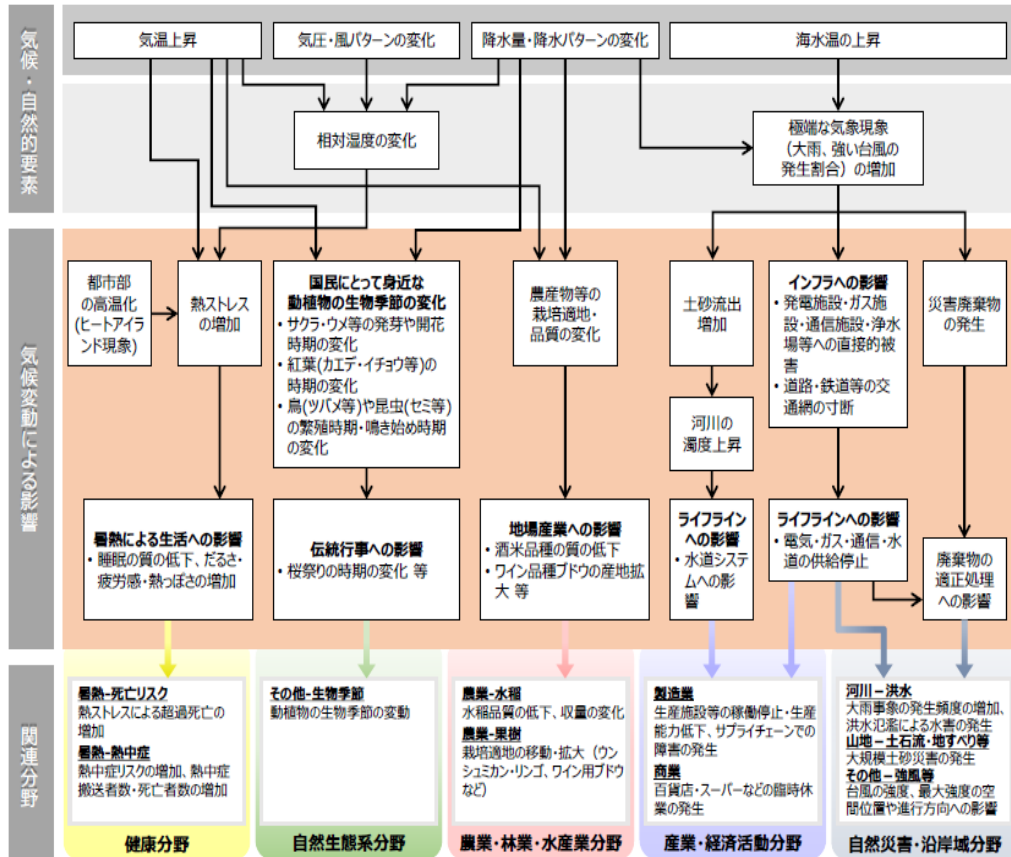 気候・自然的要素
気温上昇
気圧・風パターンの変化
降水量・降水パターンの変化
海水温の上昇
相対湿度の変化
極端な気象現象
（大雨、強い台風の
発生割合）の増加
気候変動による影響
都市部
の高温化
(ヒートアイラ
ンド現象)
熱ストレス
の増加
国民にとって身近な
動植物の生物季節の変化
・サクラ・ウメ等の発芽や開花
時期の変化
・紅葉(カエデ・イチョウ等)の
時期の変化
・鳥(ツバメ等)や昆虫(セミ等)
の繁殖時期・鳴き始め時期
の変化
農産物等の
栽培適地・
品質の変化
土砂流出
増加
河川の
濁度上昇
インフラへの影響
・発電施設・ガス施
設・通信施設・浄水
場等への直接的被
害
・道路・鉄道等の交
通網の寸断
災害廃棄物
の発生
暑熱による生活への影響
・睡眠の質の低下、だるさ・
疲労感・熱っぽさの増加
伝統行事への影響
・桜祭りの時期の変化 等
地場産業への影響
・酒米品種の質の低下
・ワイン品種ブドウの産地拡
大 等
ライフライン
への影響
・水道システ
ムへの影
響
ライフラインへの影響
・電気・ガス・通信・水
道の供給停止
廃棄物の
適正処理
への影響
関連分野
暑熱-死亡リスク
熱ストレスによる超過死亡の
増加
暑熱-熱中症
熱中症リスクの増加、熱中症
搬送者数・死亡者数の増加
健康分野
その他-生物季節
動植物の生物季節の変動
自然生態系分野
農業-水稲
水稲品質の低下、収量の変化
農業-果樹
栽培適地の移動・拡大（ウン
シュミカン・リンゴ、ワイン用ブドウ
など）
農業・林業・水産業分野
製造業
生産施設等の稼働停止・生産
能力低下、サプライチェーンでの
障害の発生
商業
百貨店・スーパーなどの臨時休
業の発生
産業・経済活動分野
河川－洪水
大雨事象の発生頻度の増加、
洪水氾濫による水害の発生
山地－土石流・地すべり等
大規模土砂災害の発生
その他－強風等
台風の強度、最大強度の空
間位置や進行方向への影響
自然災害・沿岸域分野